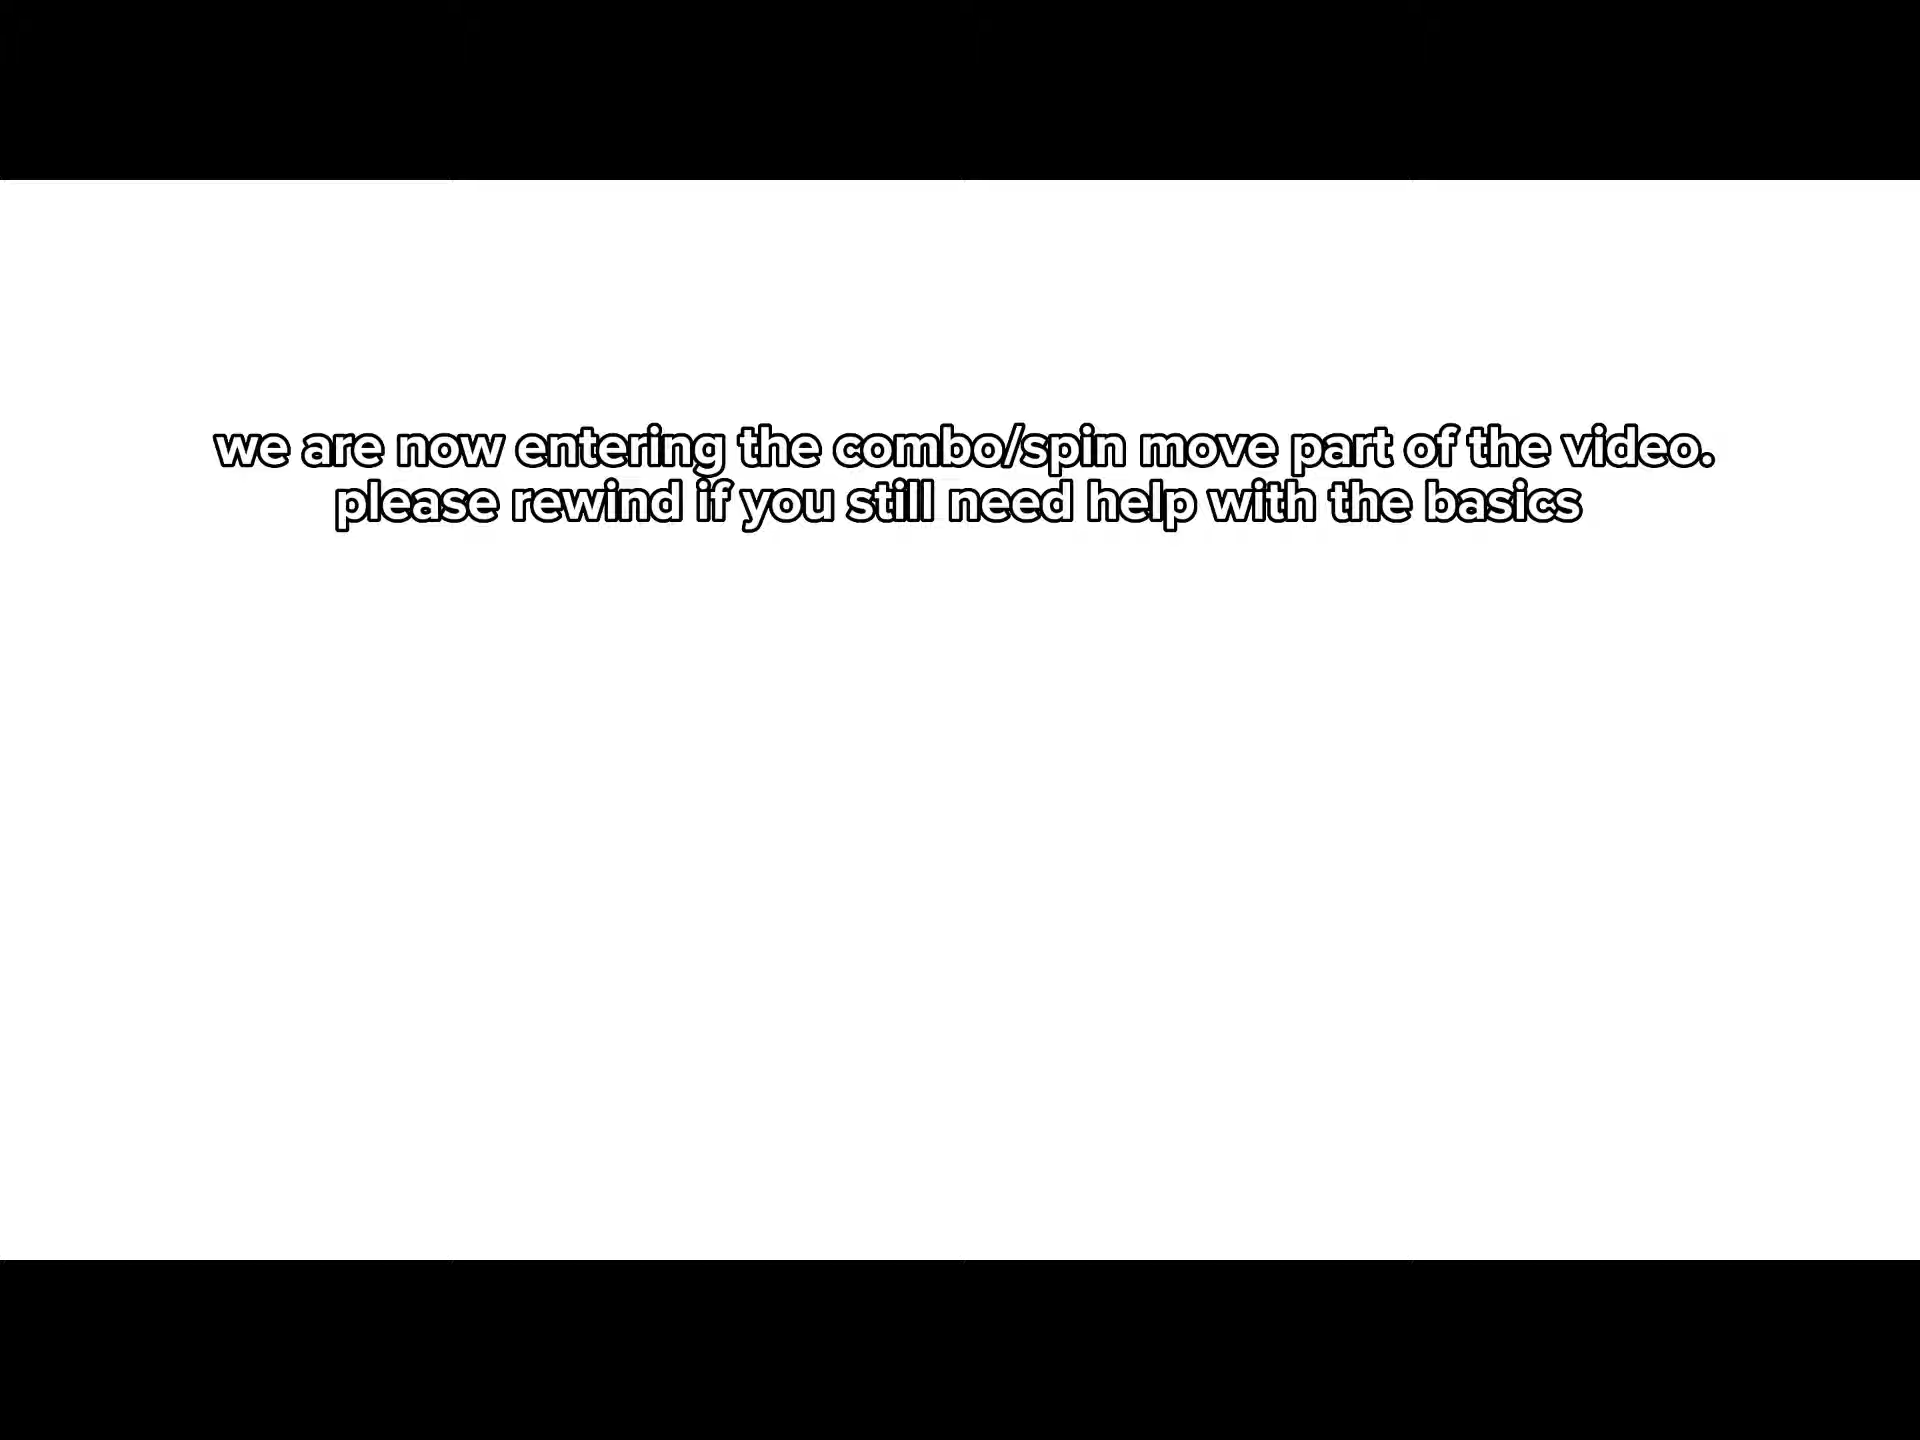 we are now entering the combo/spin move part of the video.
please rewind if you still need help with the basics